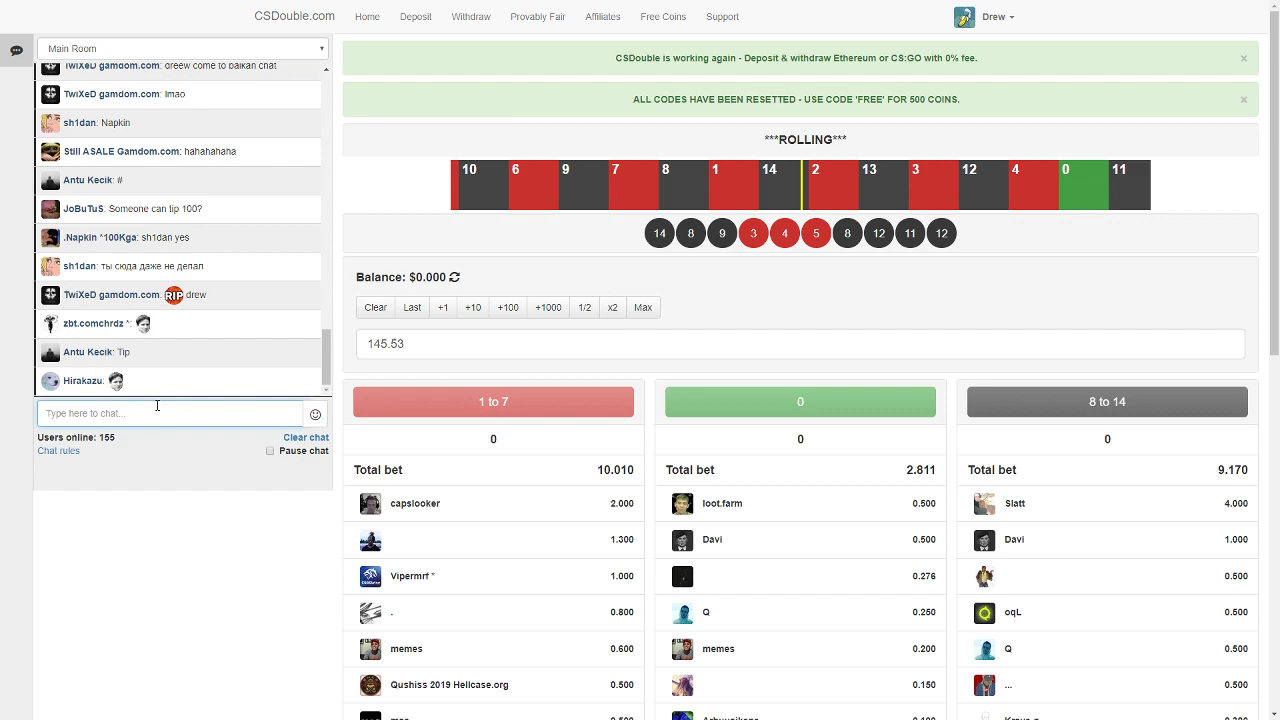 CSDouble.com Home Deposit Withdraw Provably Fair Affiliates Free Coins Support Drew
Main Room
TwiXeD gamdom.com: dreew come to balkan chat
TwiXeD gamdom.com: lmao
sh1dan: Napkin
Still ASALE Gamdom.com: hahahahaha
Antu Kecik: #
JoBuTuS: Someone can tip 100?
.Napkin *100Kga: sh1dan yes
sh1dan: ты сюда даже не депал
TwiXeD gamdom.com: RIP drew
zbt.comchrdz *:
Antu Kecik: Tip
Hirakazu:
Type here to chat...
Users online: 155 Clear chat
Chat rules Pause chat
CSDouble is working again - Deposit & withdraw Ethereum or CS:GO with 0% fee. ×
ALL CODES HAVE BEEN RESETTED - USE CODE 'FREE' FOR 500 COINS. ×
***ROLLING***
10 6 9 7 8 1 14 2 13 3 12 4 0 11
14 8 9 3 4 5 8 12 11 12
Balance: $0.000
Clear Last +1 +10 +100 +1000 1/2 x2 Max
145.53
1 to 7
0
Total bet 10.010
capslooker 2.000
1.300
Vipermrf * 1.000
. 0.800
memes 0.600
Qushiss 2019 Hellcase.org 0.500
0
0
Total bet 2.811
loot.farm 0.500
Davi 0.500
0.276
Q 0.250
memes 0.200
0.150
8 to 14
0
Total bet 9.170
Slatt 4.000
Davi 1.000
0.500
oqL 0.500
Q 0.500
... 0.500